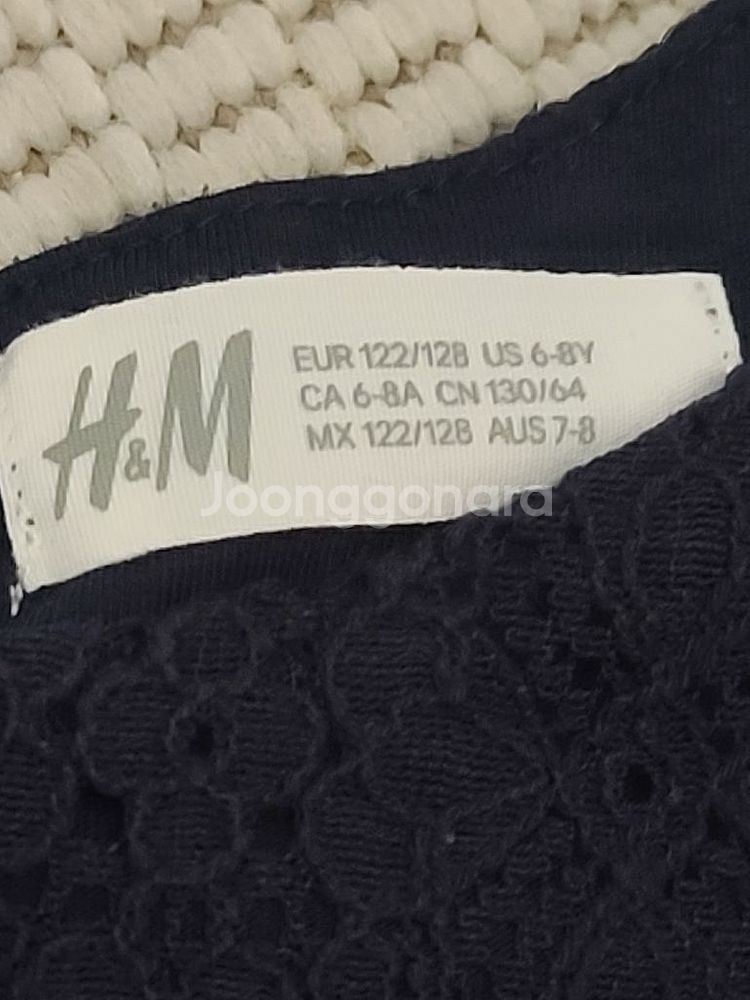 H&M
EUR 122/128 US 6-8Y
CA 6-8A CN 130/64
MX 122/128 AUS 7-8
Joonggonara